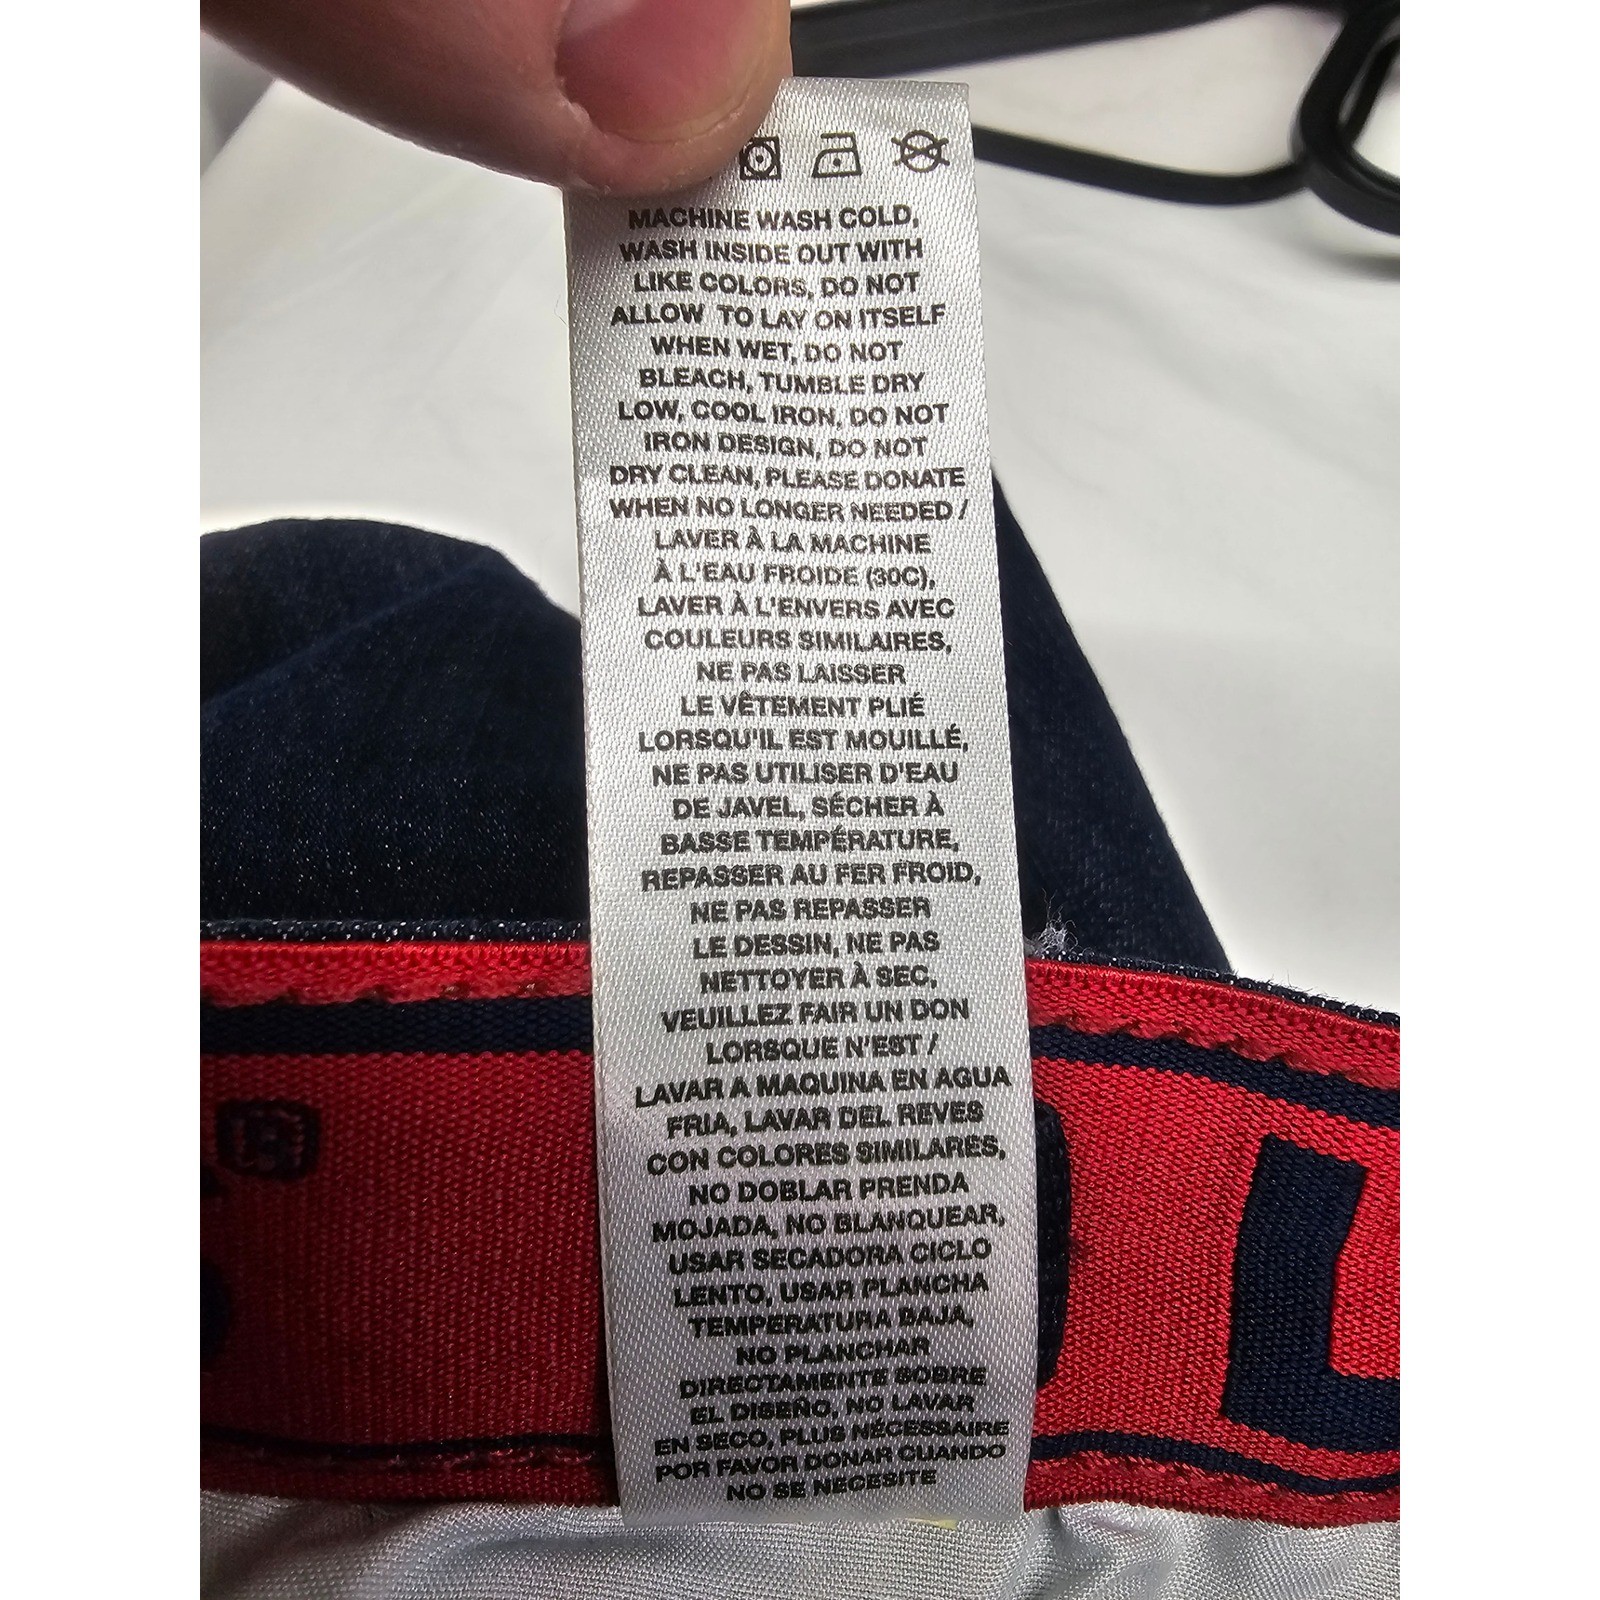 MACHINE WASH COLD,
WASH INSIDE OUT WITH
LIKE COLORS, DO NOT
ALLOW TO LAY ON ITSELF
WHEN WET, DO NOT
BLEACH, TUMBLE DRY
LOW, COOL IRON, DO NOT
IRON DESIGN, DO NOT
DRY CLEAN, PLEASE DONATE
WHEN NO LONGER NEEDED /
LAVER À LA MACHINE
À L'EAU FROIDE (30C),
LAVER À L'ENVERS AVEC
COULEURS SIMILAIRES,
NE PAS LAISSER
LE VÊTEMENT PLIÉ
LORSQU'IL EST MOUILLÉ,
NE PAS UTILISER D'EAU
DE JAVEL, SÉCHER À
BASSE TEMPÉRATURE,
REPASSER AU FER FROID,
NE PAS REPASSER
LE DESSIN, NE PAS
NETTOYER À SEC,
VEUILLEZ FAIR UN DON
LORSQUE N'EST /
LAVAR A MAQUINA EN AGUA
FRIA, LAVAR DEL REVES
CON COLORES SIMILARES,
NO DOBLAR PRENDA
MOJADA, NO BLANQUEAR,
USAR SECADORA CICLO
LENTO, USAR PLANCHA
TEMPERATURA BAJA,
NO PLANCHAR
DIRECTAMENTE SOBRE
EL DISEÑO, NO LAVAR
EN SECO, PLUS NÉCESSAIRE
POR FAVOR DONAR CUANDO
NO SE NECESITE